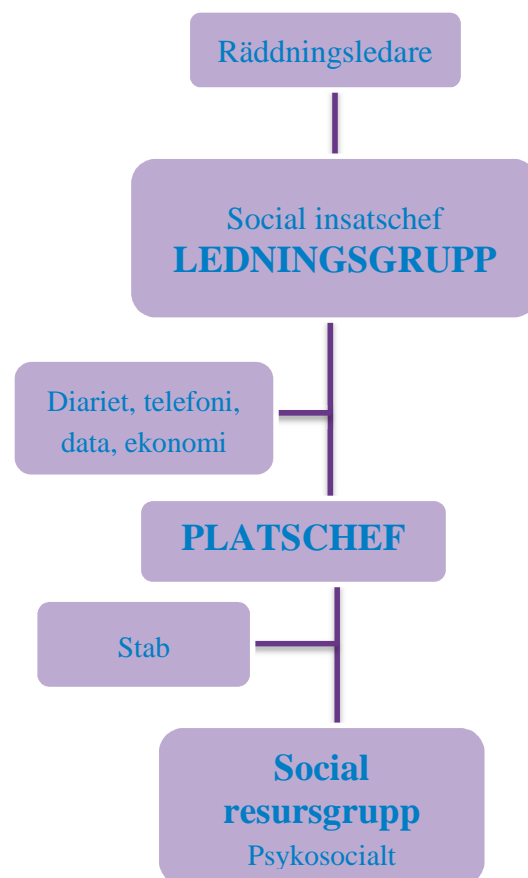 Räddningsledare
Social insatschef
LEDNINGSGRUPP
Diariet, telefoni,
data, ekonomi
PLATSCHEF
Stab
Social
resursgrupp
Psykosocialt